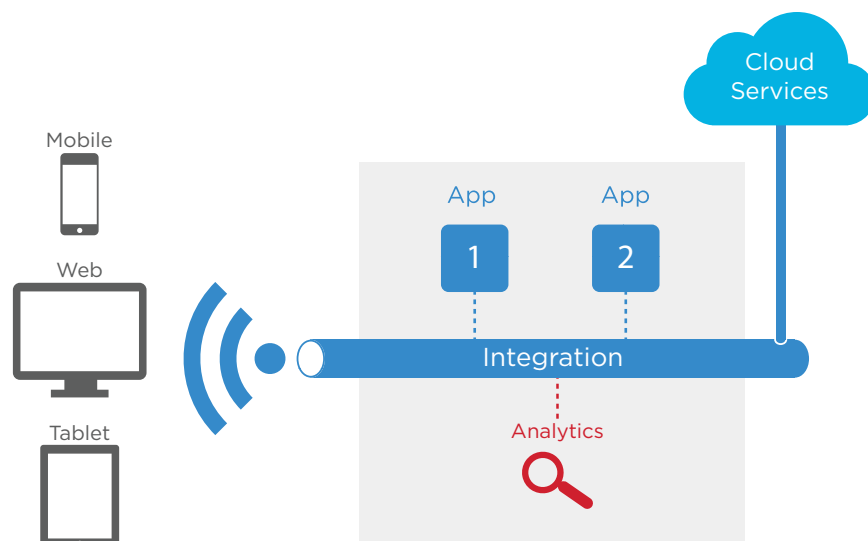 Cloud
Services
Mobile
App
App
1
2
Web
Integration
Tablet
Analytics